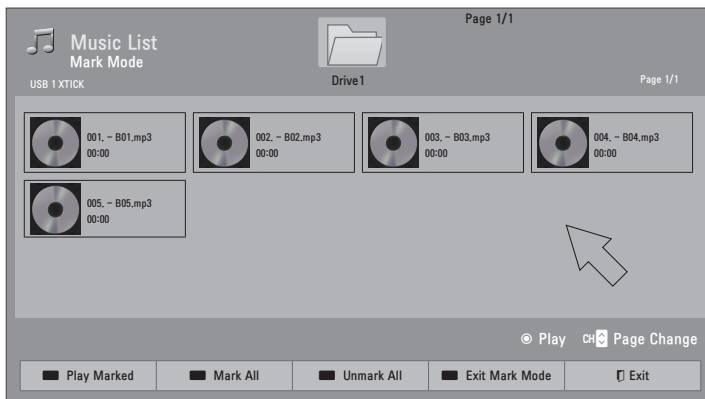 Page 1/1
Music List
Mark Mode
USB 1 XTICK
Drive1
Page 1/1
001. - B01.mp3
00:00
002. - B02.mp3
00:00
003. - B03.mp3
00:00
004. - B04.mp3
00:00
005. - B05.mp3
00:00
Play CH Page Change
Play Marked
Mark All
Unmark All
Exit Mark Mode
Exit